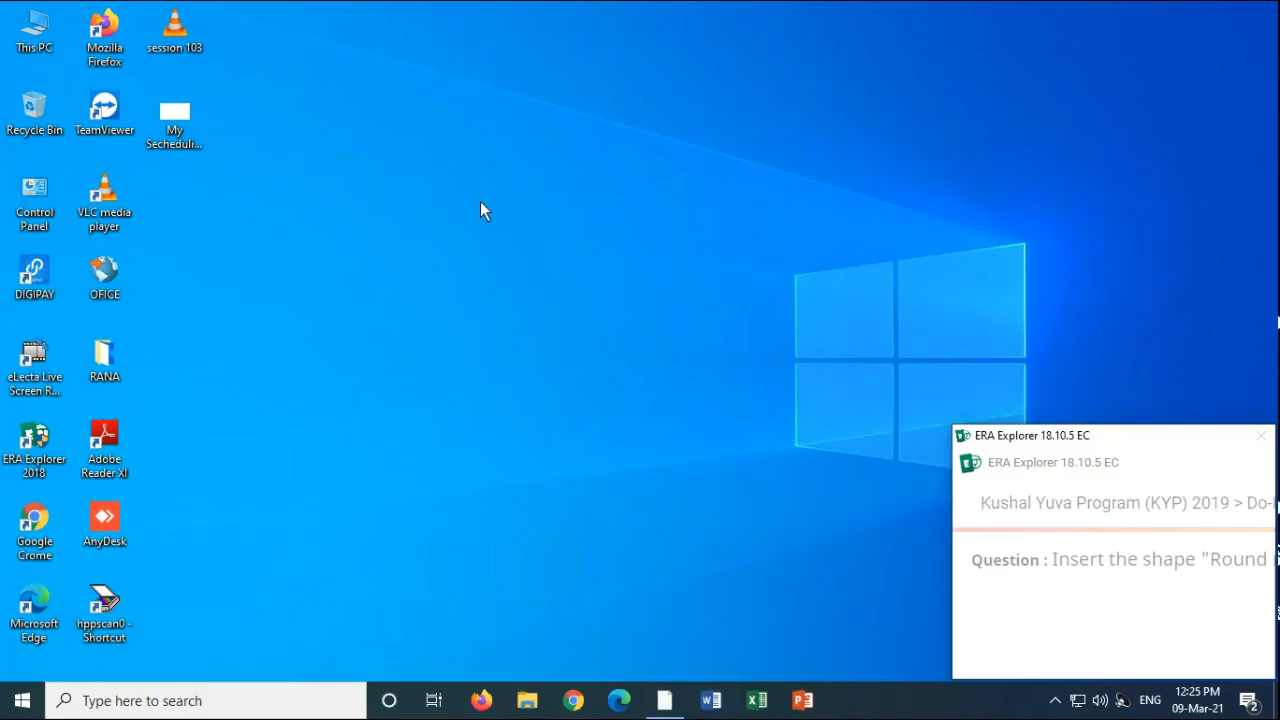 This PC
Mozilla
Firefox
session 103
Recycle Bin
TeamViewer
My
Secheduli...
Control
Panel
VLC media
player
DIGIPAY
OFICE
eLecta Live
Screen R...
RANA
ERA Explorer
2018
Adobe
Reader XI
Google
Crome
AnyDesk
Microsoft
Edge
hppscan0 -
Shortcut
ERA Explorer 18.10.5 EC
ERA Explorer 18.10.5 EC
Kushal Yuva Program (KYP) 2019 > Do-
Question : Insert the shape "Round
Type here to search
ENG
12:25 PM
09-Mar-21
2